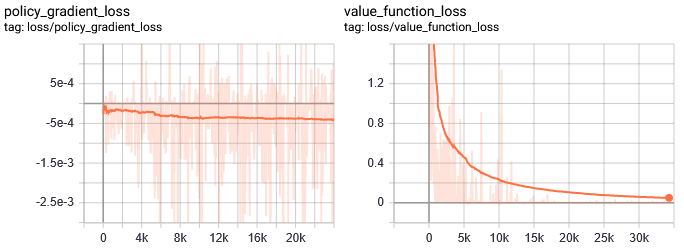 policy_gradient_loss
tag: loss/policy_gradient_loss
5e-4
-5e-4
-1.5e-3
-2.5e-3
0 4k 8k 12k 16k 20k
value_function_loss
tag: loss/value_function_loss
1.2
0.8
0.4
0
0 5k 10k 15k 20k 25k 30k